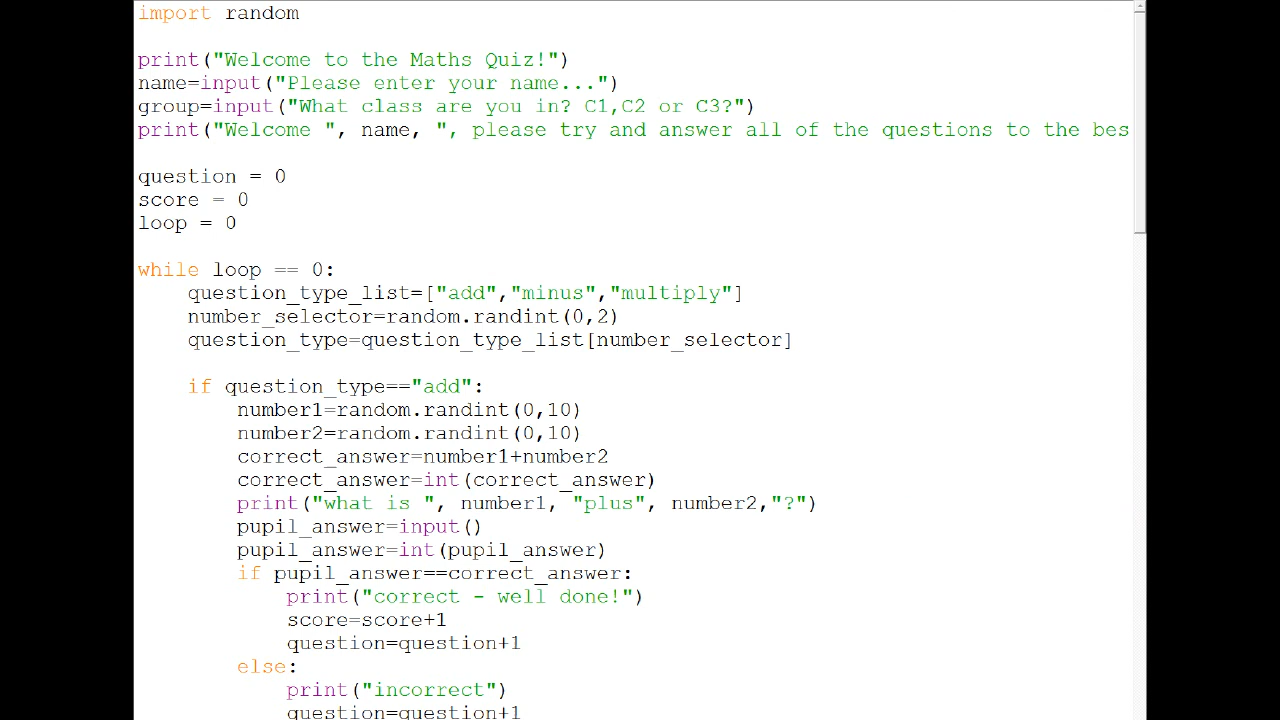 import random
print("Welcome to the Maths Quiz!")
name=input("Please enter your name...")
group=input("What class are you in? C1,C2 or C3?")
print("Welcome ", name, ", please try and answer all of the questions to the bes
question = 0
score = 0
loop = 0
while loop == 0:
    question_type_list=["add","minus","multiply"]
    number_selector=random.randint(0,2)
    question_type=question_type_list[number_selector]
    if question_type=="add":
        number1=random.randint(0,10)
        number2=random.randint(0,10)
        correct_answer=number1+number2
        correct_answer=int(correct_answer)
        print("what is ", number1, "plus", number2,"?")
        pupil_answer=input()
        pupil_answer=int(pupil_answer)
        if pupil_answer==correct_answer:
            print("correct - well done!")
            score=score+1
            question=question+1
        else:
            print("incorrect")
            question=question+1